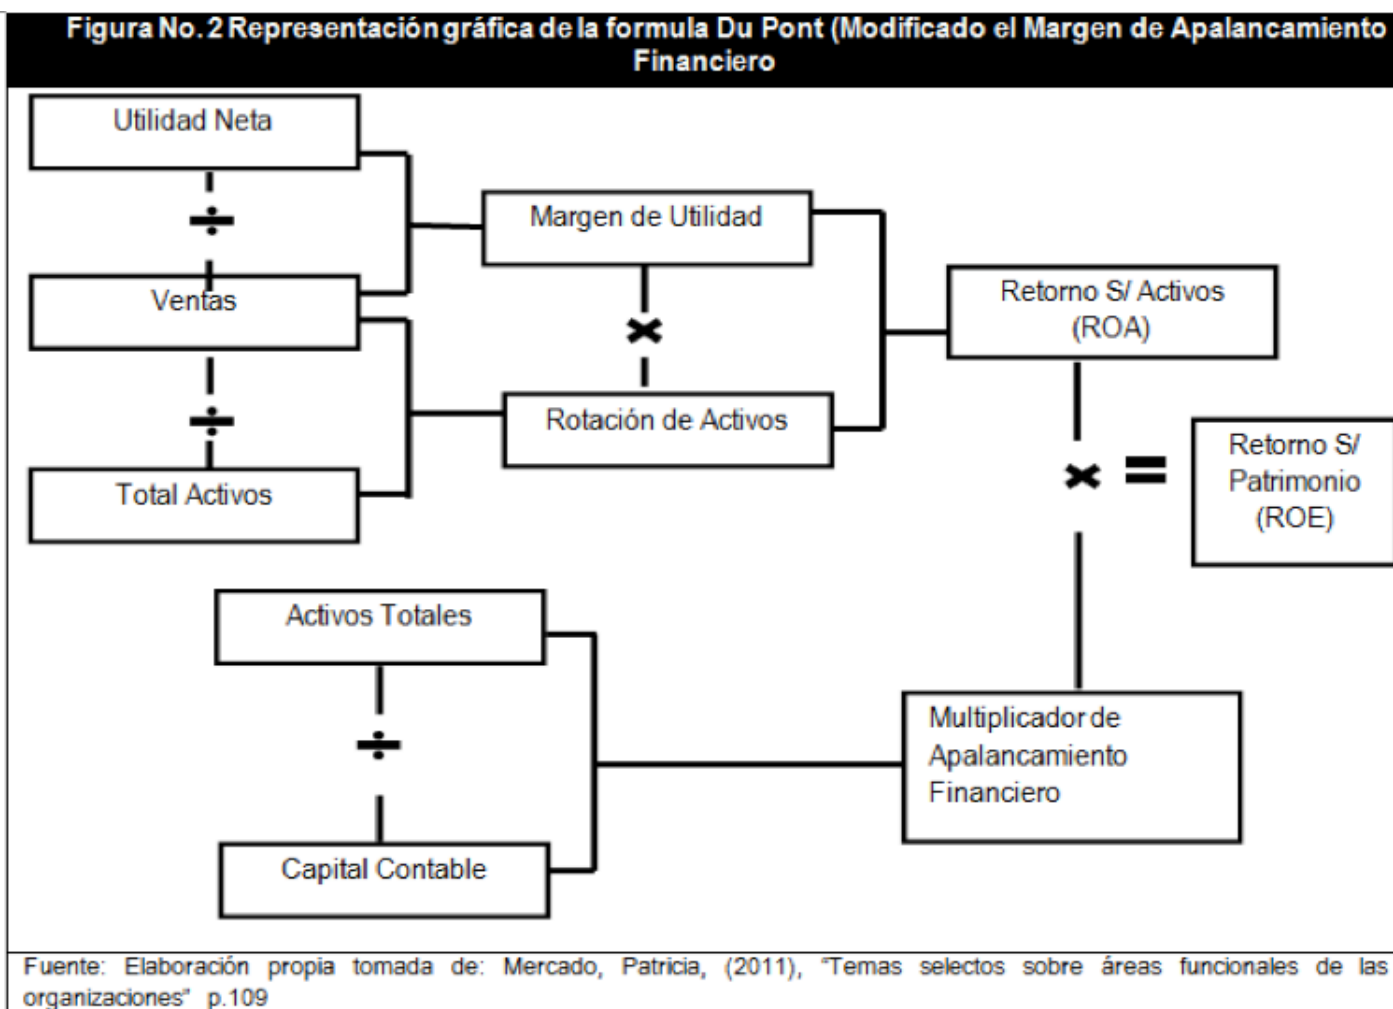 Figura No. 2 Representación gráfica de la formula Du Pont (Modificado el Margen de Apalancamiento
Financiero
Utilidad Neta
÷
Ventas
÷
Total Activos
Margen de Utilidad
×
Rotación de Activos
Retorno S/ Activos
(ROA)
×
=
Retorno S/
Patrimonio
(ROE)
Activos Totales
÷
Capital Contable
Multiplicador de
Apalancamiento
Financiero
Fuente: Elaboración propia tomada de: Mercado, Patricia, (2011), "Temas selectos sobre áreas funcionales de las
organizaciones" p.109